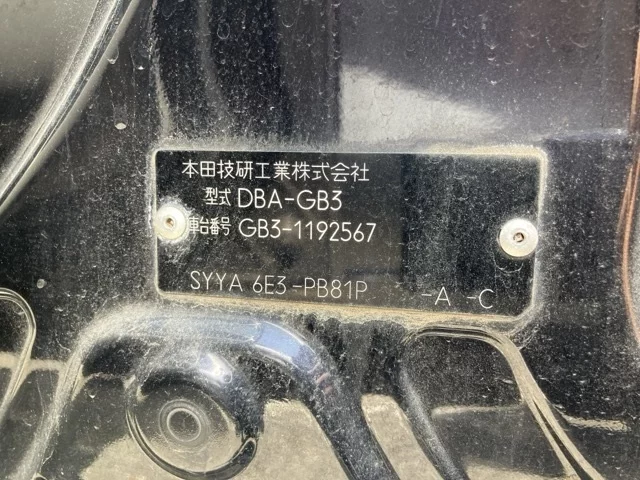 本田技研工業株式会社
型式 DBA-GB3
車台番号 GB3-1192567
SYYA 6E3-PB81P -A -C